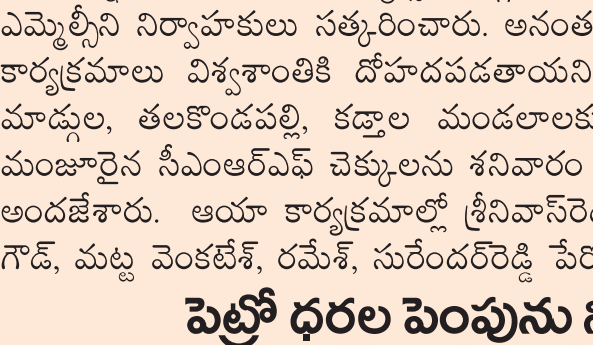 ఎమ్మెల్సీని నిర్వాహకులు సత్కరించారు. అనంత
కార్యక్రమాలు విశ్వశాంతికి దోహదపడతాయని
మాడ్గుల, తలకొండపల్లి, కడ్తాల మండలాలకు
మంజూరైన సీఎంఆర్ఎఫ్ చెక్కులను శనివారం
అందజేశారు. ఆయా కార్యక్రమాల్లో శ్రీనివాస్‌రె
గౌడ్, మట్ట వెంకటేశ్, రమేశ్, సురేందర్‌రెడ్డి
పెట్రో ధరల పెంపును